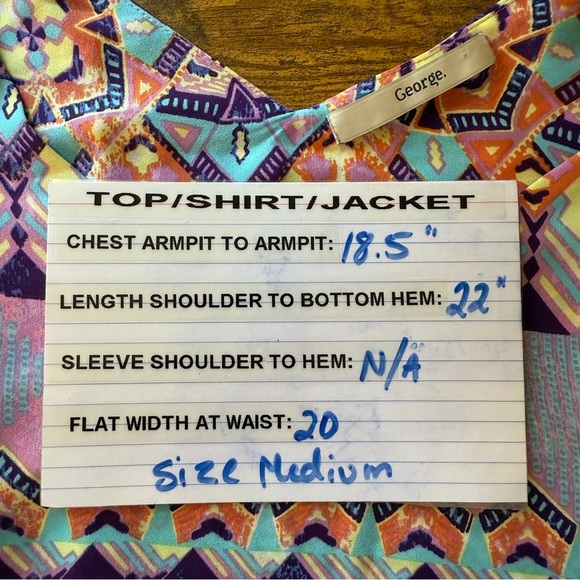 George.
TOP/SHIRT/JACKET
CHEST ARMPIT TO ARMPIT: 18.5"
LENGTH SHOULDER TO BOTTOM HEM: 22"
SLEEVE SHOULDER TO HEM: N/A
FLAT WIDTH AT WAIST: 20
Size Medium